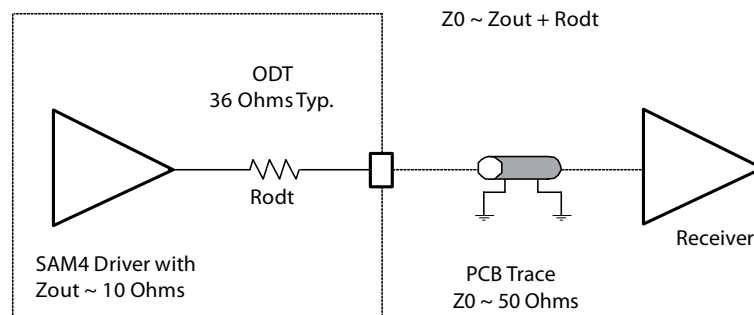 Z0 ~ Zout + Rodt
ODT
36 Ohms Typ.
Rodt
Receiver
SAM4 Driver with
Zout ~ 10 Ohms
PCB Trace
Z0 ~ 50 Ohms